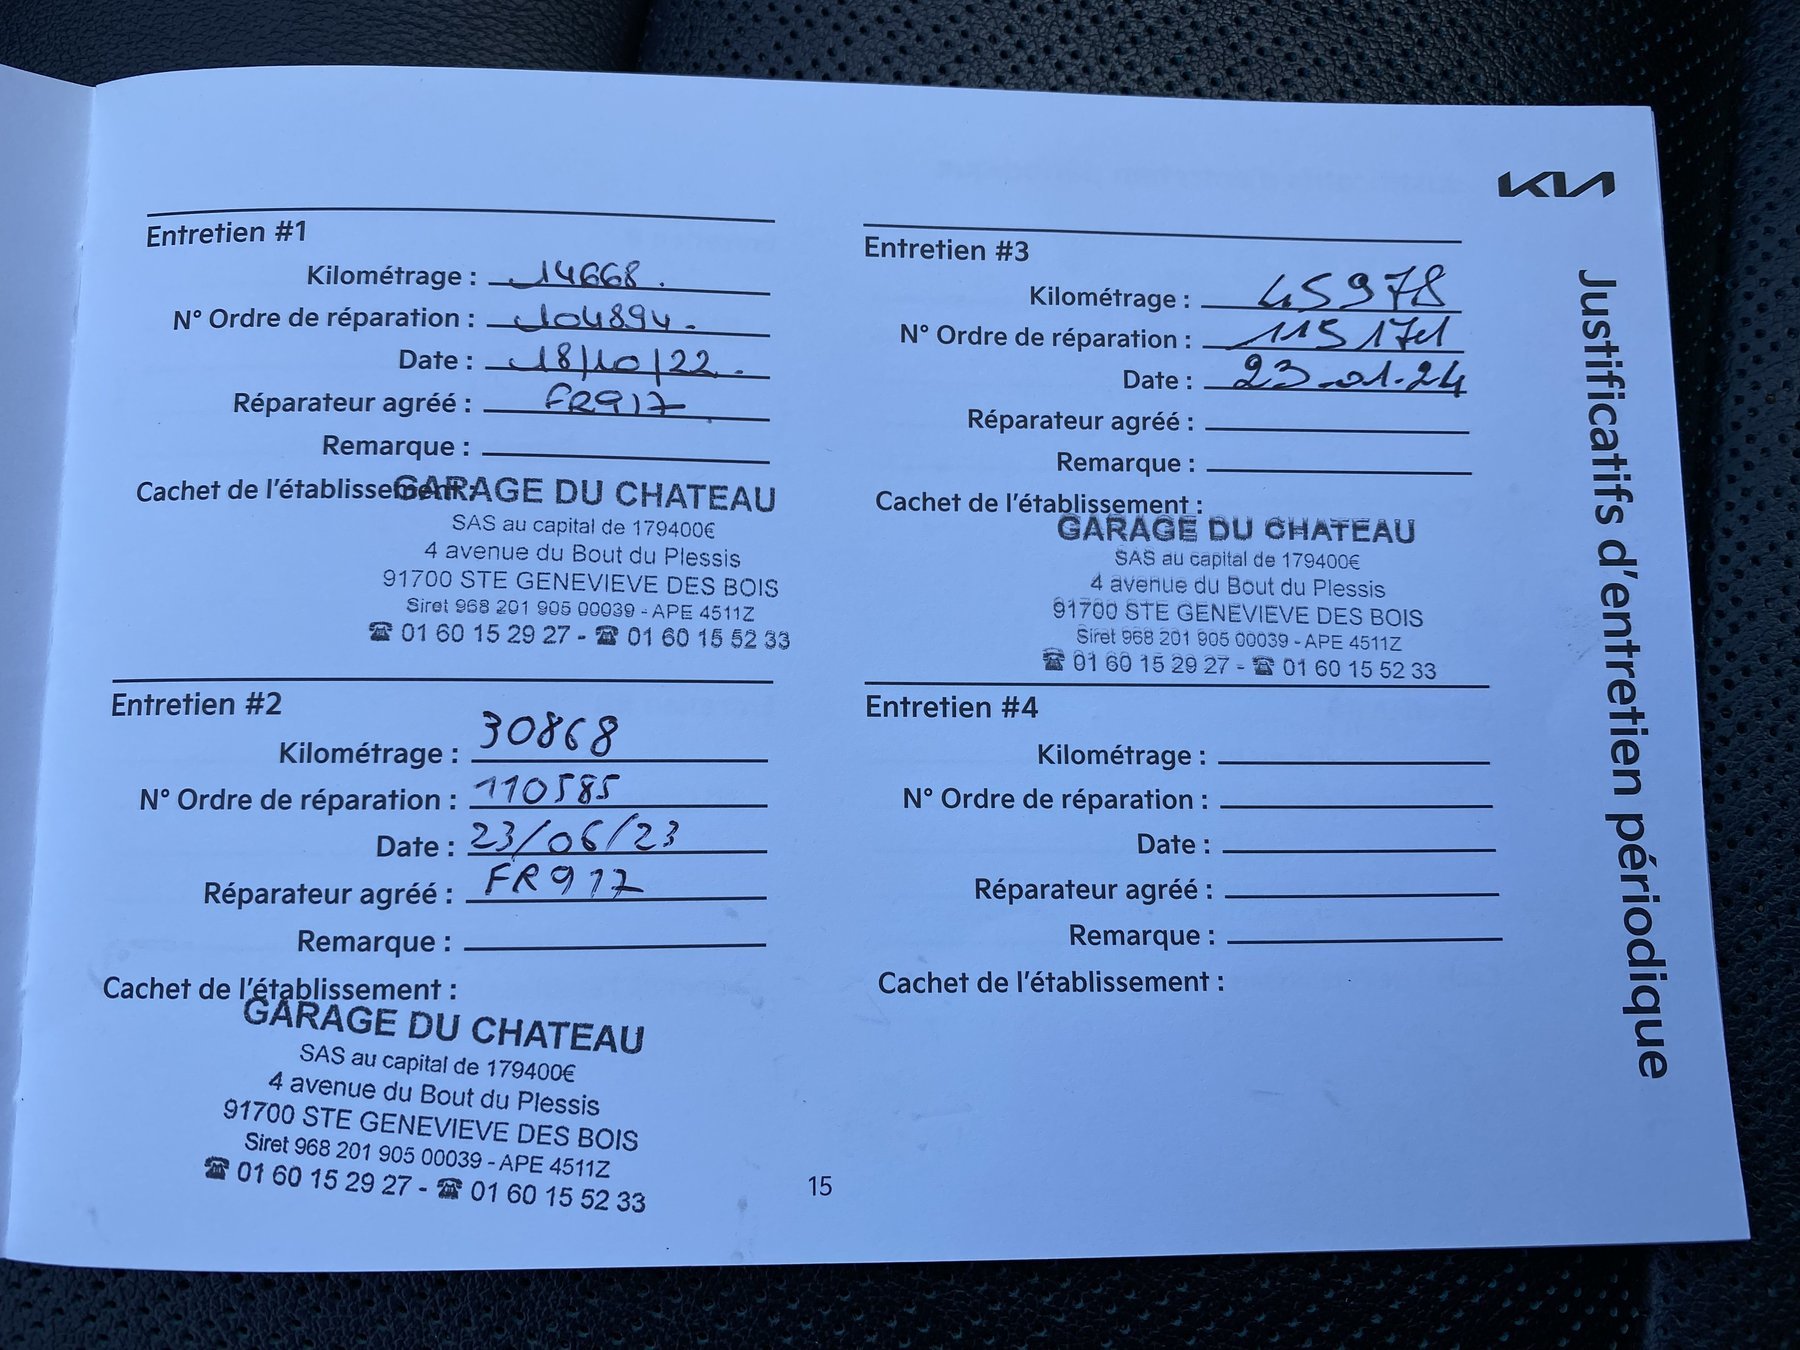 KIA
Justificatifs d'entretien périodique
Entretien #1
Kilométrage : 14668.
N° Ordre de réparation : 104894.
Date : 18/10/22.
Réparateur agréé : FR917
Remarque :
Cachet de l'établissement :
GARAGE DU CHATEAU
SAS au capital de 179400€
4 avenue du Bout du Plessis
91700 STE GENEVIEVE DES BOIS
Siret 968 201 905 00039 - APE 4511Z
☎ 01 60 15 29 27 - ☎ 01 60 15 52 33
Entretien #2
Kilométrage : 30868
N° Ordre de réparation : 110585
Date : 23/06/23
Réparateur agréé : FR917
Remarque :
Cachet de l'établissement :
GARAGE DU CHATEAU
SAS au capital de 179400€
4 avenue du Bout du Plessis
91700 STE GENEVIEVE DES BOIS
Siret 968 201 905 00039 - APE 4511Z
☎ 01 60 15 29 27 - ☎ 01 60 15 52 33
Entretien #3
Kilométrage : 45978
N° Ordre de réparation :
Date : 23.01.24
Réparateur agréé :
Remarque :
Cachet de l'établissement :
GARAGE DU CHATEAU
SAS au capital de 179400€
4 avenue du Bout du Plessis
91700 STE GENEVIEVE DES BOIS
Siret 968 201 905 00039 - APE 4511Z
☎ 01 60 15 29 27 - ☎ 01 60 15 52 33
Entretien #4
Kilométrage :
N° Ordre de réparation :
Date :
Réparateur agréé :
Remarque :
Cachet de l'établissement :
15